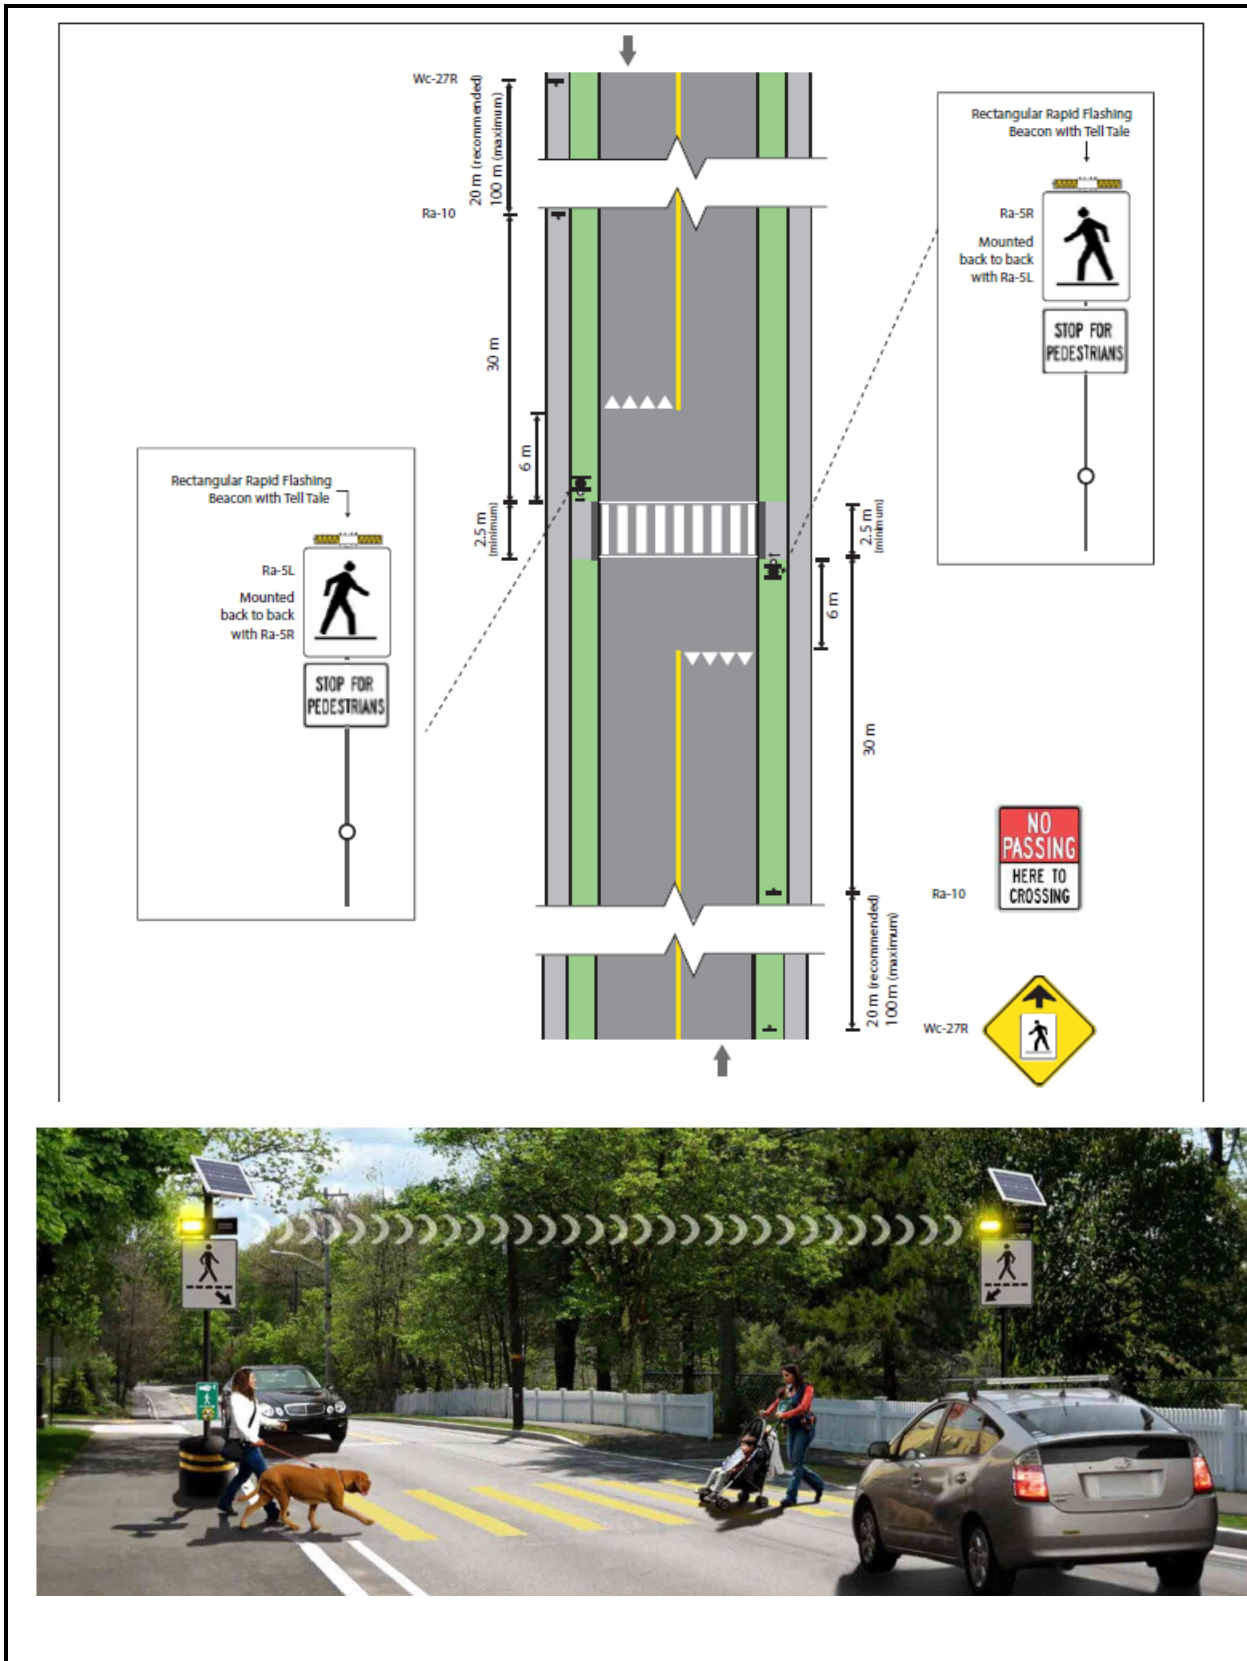 Wc-27R
20 m (recommended)
100 m (maximum)
Ra-10
30 m
6 m
2.5 m
(minimum)
Rectangular Rapid Flashing
Beacon with Tell Tale
Ra-5R
Mounted
back to back
with Ra-5L
STOP FOR
PEDESTRIANS
Rectangular Rapid Flashing
Beacon with Tell Tale
Ra-5L
Mounted
back to back
with Ra-5R
STOP FOR
PEDESTRIANS
2.5 m
(minimum)
6 m
30 m
NO
PASSING
HERE TO
CROSSING
Ra-10
20 m (recommended)
100 m (maximum)
Wc-27R